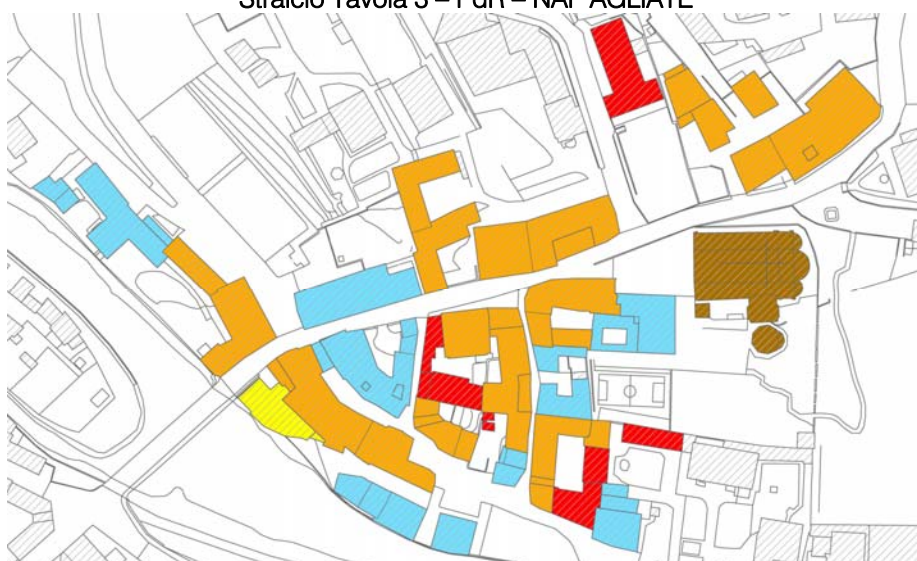 Stralcio Tavola 3 – PdR – NAF AGLIATE